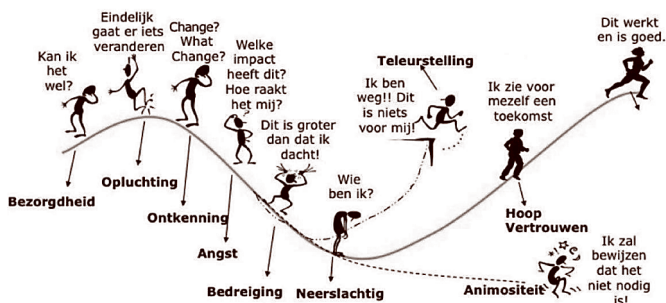 Kan ik
het
wel?
Eindelijk
gaat er iets
veranderen
Change?
What
Change?
Welke
impact
heeft dit?
Hoe raakt
het mij?
Dit is groter
dan dat ik
dacht!
Wie
ben ik?
Teleurstelling
Ik ben
weg!! Dit
is niets
voor mij!
Ik zie voor
mezelf een
toekomst
Dit werkt
en is goed.
Bezorgdheid
Opluchting
Ontkenning
Angst
Bedreiging
Neerslachtig
Hoop
Vertrouwen
Animositeit
Ik zal
bewijzen
dat het
niet nodig
is!